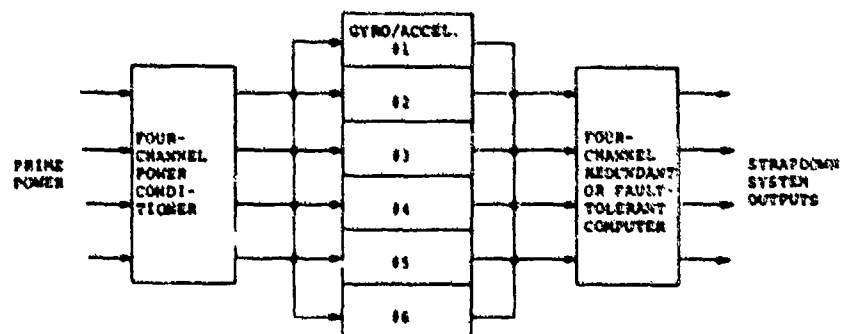 PRIME
POWER
FOUR-
CHANNEL
POWER
CONDI-
TIONER
GYRO/ACCEL.
#1
#2
#3
#4
#5
#6
FOUR-
CHANNEL
REDUNDANT
OR FAULT-
TOLERANT
COMPUTER
STRAPDOWN
SYSTEM
OUTPUTS